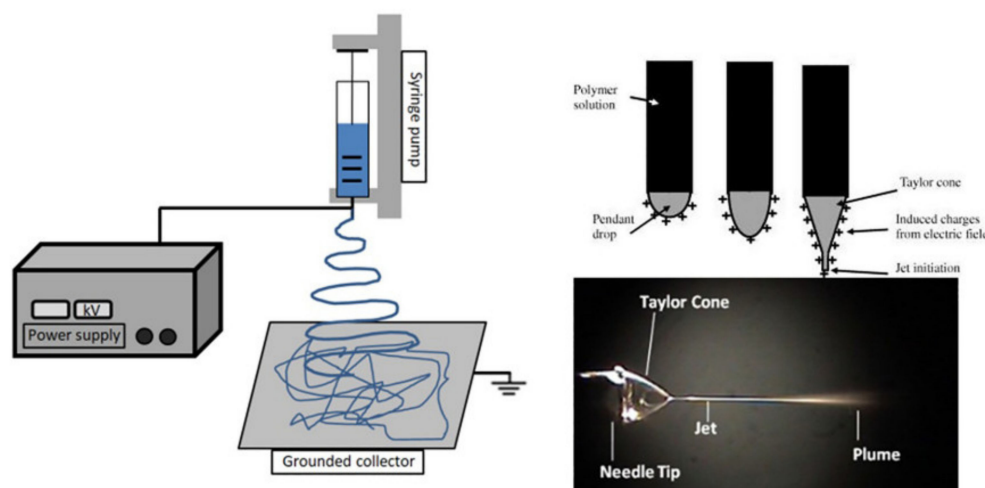 Syringe pump
kV
Power supply
Grounded collector
Polymer
solution
Pendant
drop
Taylor cone
Induced charges
from electric field
Jet initiation
Taylor Cone
Jet
Needle Tip
Plume